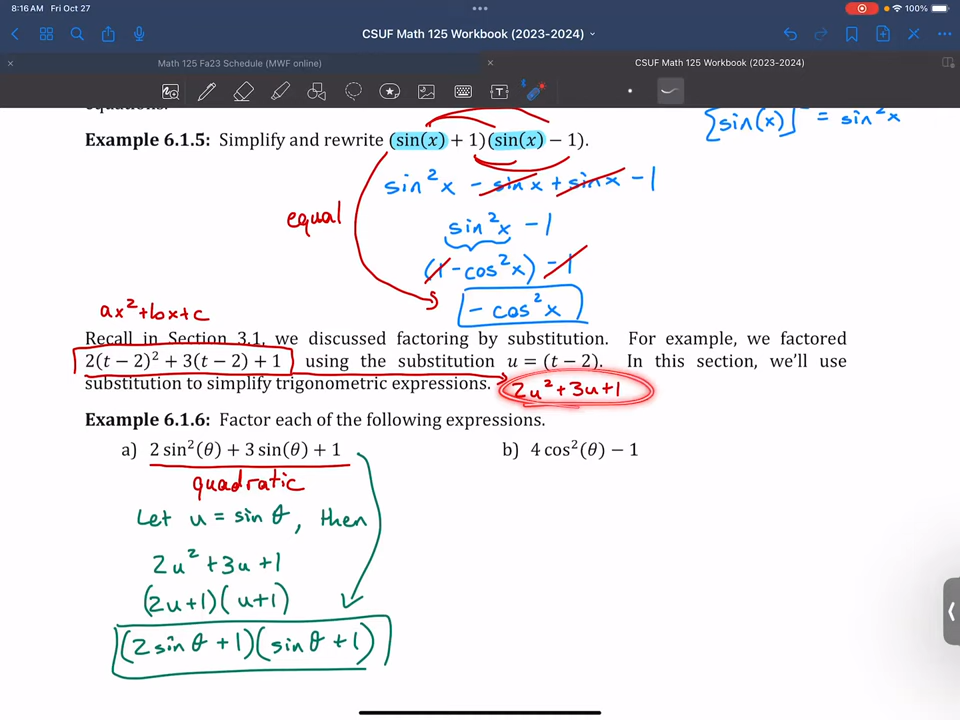 8:16 AM Fri Oct 27
100%
CSUF Math 125 Workbook (2023-2024)
Math 125 Fa23 Schedule (MWF online)
CSUF Math 125 Workbook (2023-2024)
equations.
[sin(x)] = sin²x
Example 6.1.5: Simplify and rewrite (sin(x) + 1)(sin(x) − 1).
sin²x - sinx + sinx - 1
equal
sin²x - 1
(1 - cos²x) - 1
- cos²x
ax²+bx+c
Recall in Section 3.1, we discussed factoring by substitution. For example, we factored
2(t − 2)² + 3(t − 2) + 1 using the substitution u = (t − 2). In this section, we'll use
substitution to simplify trigonometric expressions.
2u²+3u+1
Example 6.1.6: Factor each of the following expressions.
a) 2 sin²(θ) + 3 sin(θ) + 1
b) 4 cos²(θ) − 1
quadratic
Let u = sin θ, then
2u² +3u +1
(2u+1)(u+1)
(2sinθ +1)(sinθ +1)